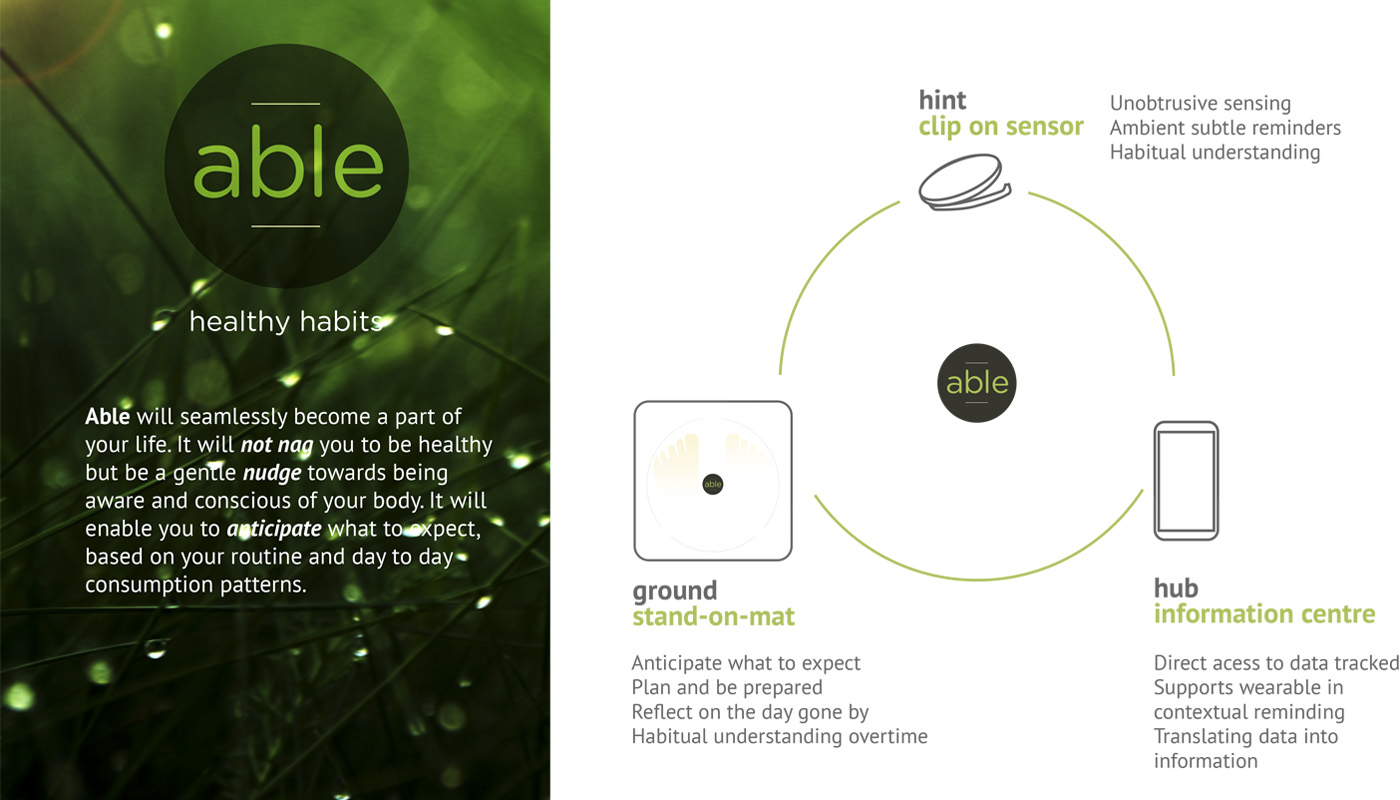 able
healthy habits
Able will seamlessly become a part of
your life. It will not nag you to be healthy
but be a gentle nudge towards being
aware and conscious of your body. It will
enable you to anticipate what to expect,
based on your routine and day to day
consumption patterns.
hint
clip on sensor
Unobtrusive sensing
Ambient subtle reminders
Habitual understanding
able
able
ground
stand-on-mat
Anticipate what to expect
Plan and be prepared
Reflect on the day gone by
Habitual understanding overtime
hub
information centre
Direct acess to data tracked
Supports wearable in
contextual reminding
Translating data into
information